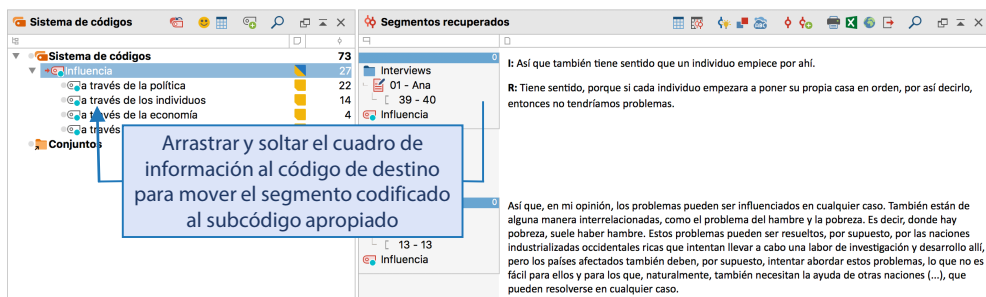 Sistema de códigos
Sistema de códigos 73
Influencia 27
a través de la política 22
a través de los individuos 14
a través de la economía 4
a través
Conjuntos
Arrastrar y soltar el cuadro de
información al código de destino
para mover el segmento codificado
al subcódigo apropiado
Segmentos recuperados
0
Interviews
01 - Ana
39 - 40
Influencia
I: Así que también tiene sentido que un individuo empiece por ahí.
R: Tiene sentido, porque si cada individuo empezara a poner su propia casa en orden, por así decirlo,
entonces no tendríamos problemas.
0
13 - 13
Influencia
Así que, en mi opinión, los problemas pueden ser influenciados en cualquier caso. También están de
alguna manera interrelacionadas, como el problema del hambre y la pobreza. Es decir, donde hay
pobreza, suele haber hambre. Estos problemas pueden ser resueltos, por supuesto, por las naciones
industrializadas occidentales ricas que intentan llevar a cabo una labor de investigación y desarrollo allí,
pero los países afectados también deben, por supuesto, intentar abordar estos problemas, lo que no es
fácil para ellos y para los que, naturalmente, también necesitan la ayuda de otras naciones (...), que
pueden resolverse en cualquier caso.